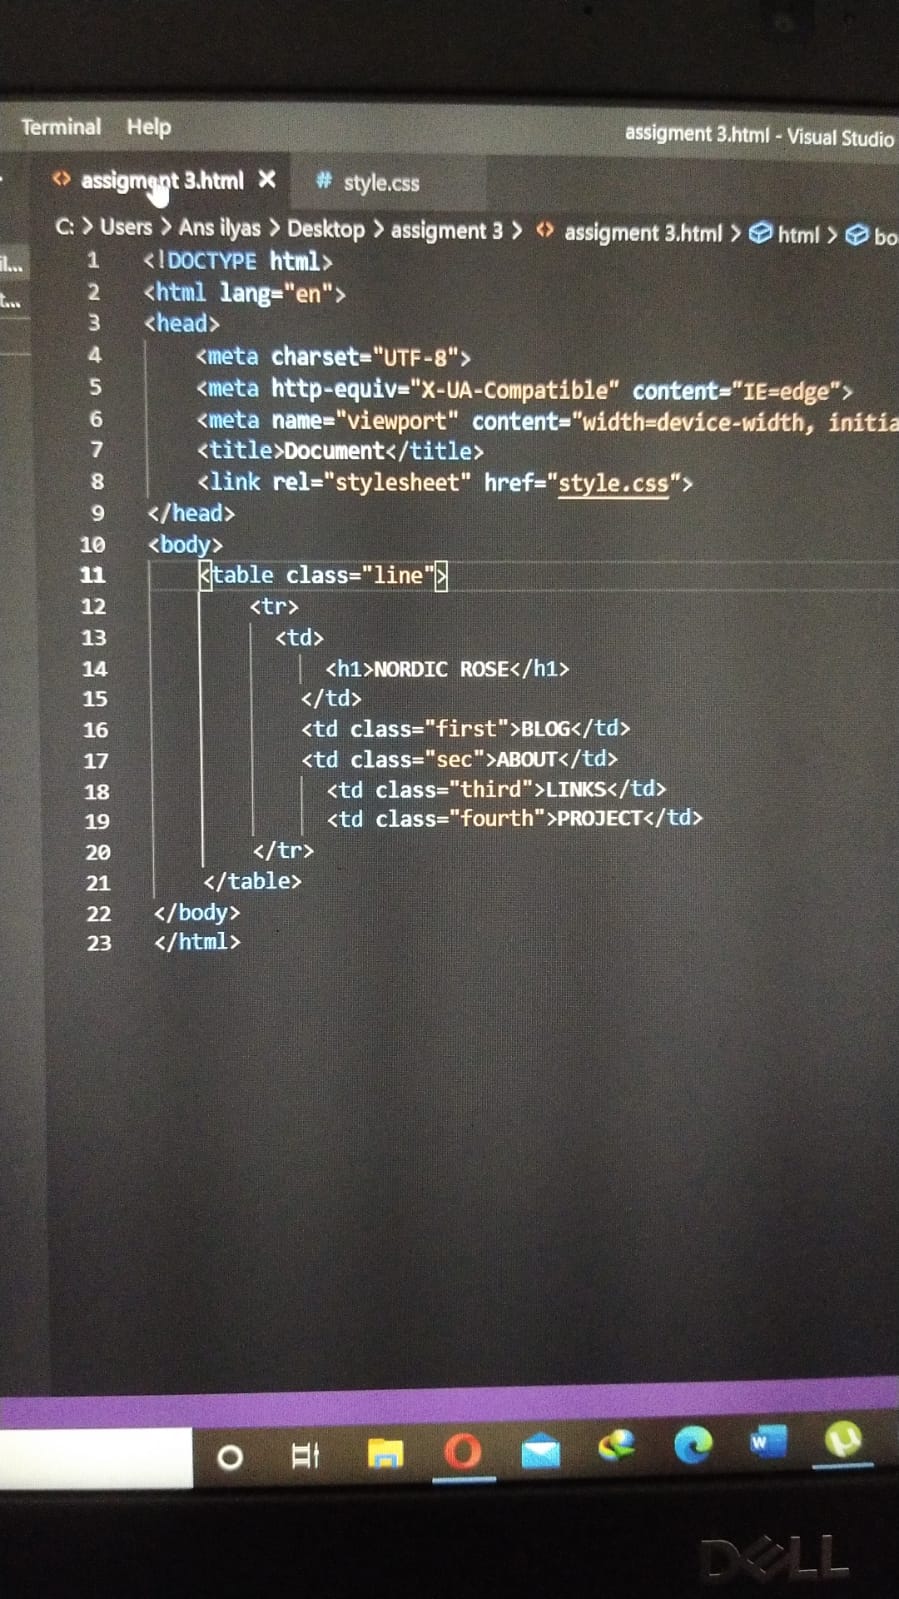 Terminal Help assigment 3.html - Visual Studio
assigment 3.html style.css
C: > Users > Ans ilyas > Desktop > assigment 3 > assigment 3.html > html > bo
il...
t...
1 <!DOCTYPE html>
2 <html lang="en">
3 <head>
4 <meta charset="UTF-8">
5 <meta http-equiv="X-UA-Compatible" content="IE=edge">
6 <meta name="viewport" content="width=device-width, initia
7 <title>Document</title>
8 <link rel="stylesheet" href="style.css">
9 </head>
10 <body>
11 <table class="line">
12 <tr>
13 <td>
14 <h1>NORDIC ROSE</h1>
15 </td>
16 <td class="first">BLOG</td>
17 <td class="sec">ABOUT</td>
18 <td class="third">LINKS</td>
19 <td class="fourth">PROJECT</td>
20 </tr>
21 </table>
22 </body>
23 </html>
DELL